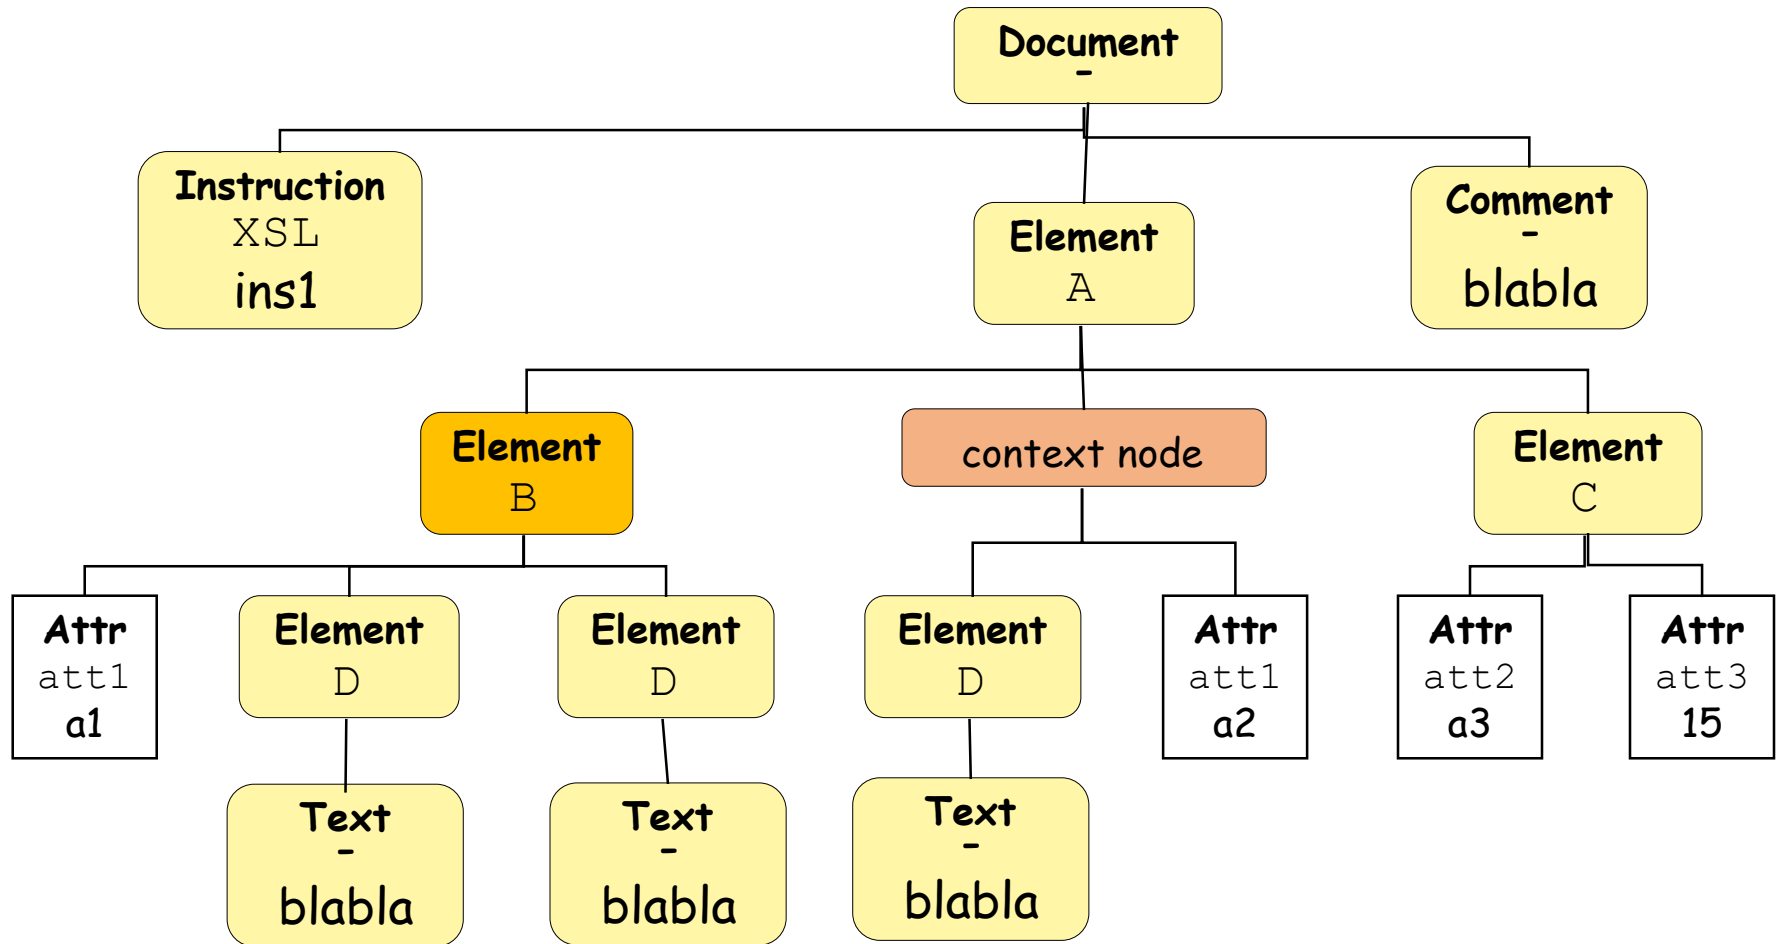 Document
-
Instruction
XSL
ins1
Element
A
Comment
-
blabla
Element
B
context node
Element
C
Attr
att1
a1
Element
D
Element
D
Element
D
Attr
att1
a2
Attr
att2
a3
Attr
att3
15
Text
-
blabla
Text
-
blabla
Text
-
blabla